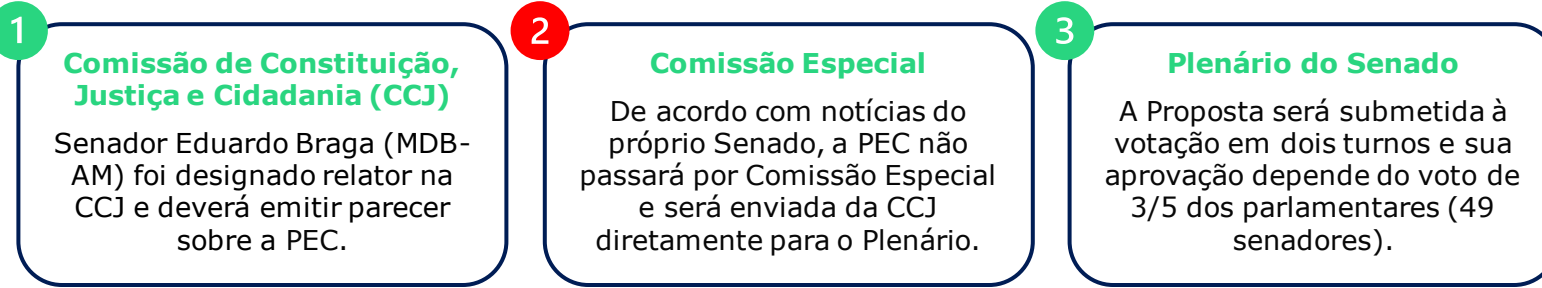 1
Comissão de Constituição,
Justiça e Cidadania (CCJ)
Senador Eduardo Braga (MDB-
AM) foi designado relator na
CCJ e deverá emitir parecer
sobre a PEC.
2
Comissão Especial
De acordo com notícias do
próprio Senado, a PEC não
passará por Comissão Especial
e será enviada da CCJ
diretamente para o Plenário.
3
Plenário do Senado
A Proposta será submetida à
votação em dois turnos e sua
aprovação depende do voto de
3/5 dos parlamentares (49
senadores).